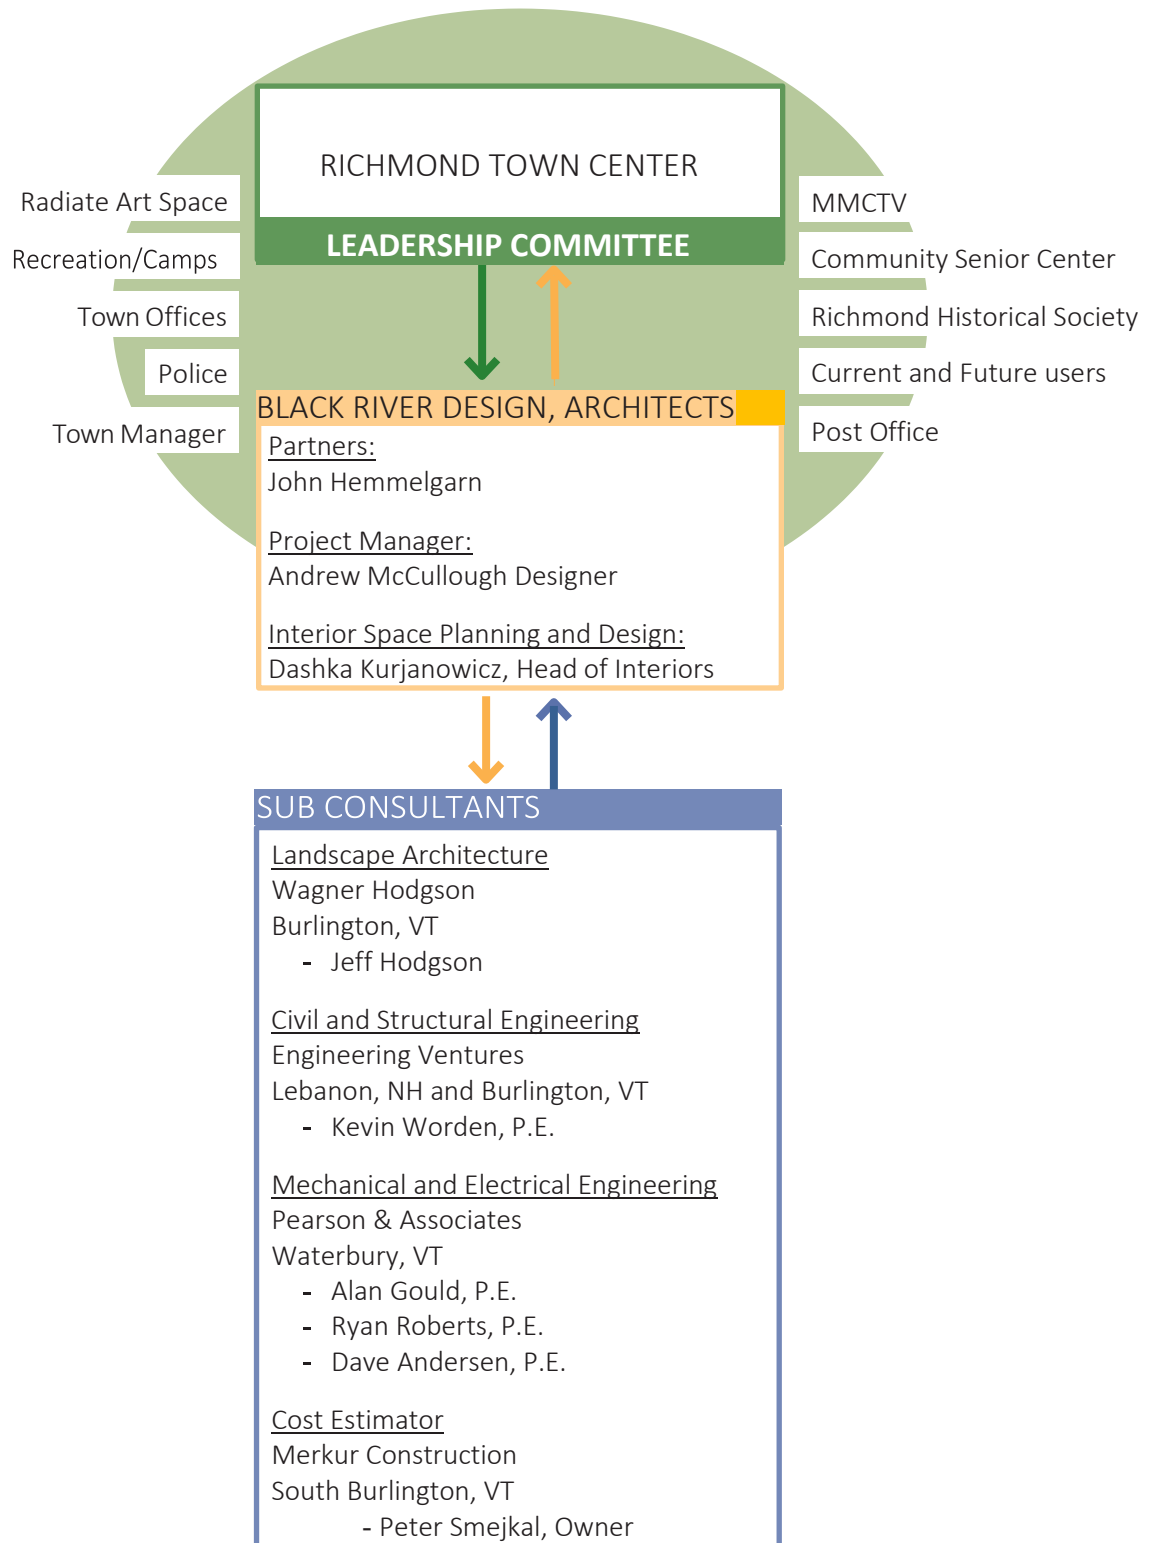 RICHMOND TOWN CENTER
LEADERSHIP COMMITTEE
Radiate Art Space
Recreation/Camps
Town Offices
Police
Town Manager
MMCTV
Community Senior Center
Richmond Historical Society
Current and Future users
Post Office
BLACK RIVER DESIGN, ARCHITECTS
Partners:
John Hemmelgarn
Project Manager:
Andrew McCullough Designer
Interior Space Planning and Design:
Dashka Kurjanowicz, Head of Interiors
SUB CONSULTANTS
Landscape Architecture
Wagner Hodgson
Burlington, VT
- Jeff Hodgson
Civil and Structural Engineering
Engineering Ventures
Lebanon, NH and Burlington, VT
- Kevin Worden, P.E.
Mechanical and Electrical Engineering
Pearson & Associates
Waterbury, VT
- Alan Gould, P.E.
- Ryan Roberts, P.E.
- Dave Andersen, P.E.
Cost Estimator
Merkur Construction
South Burlington, VT
- Peter Smejkal, Owner